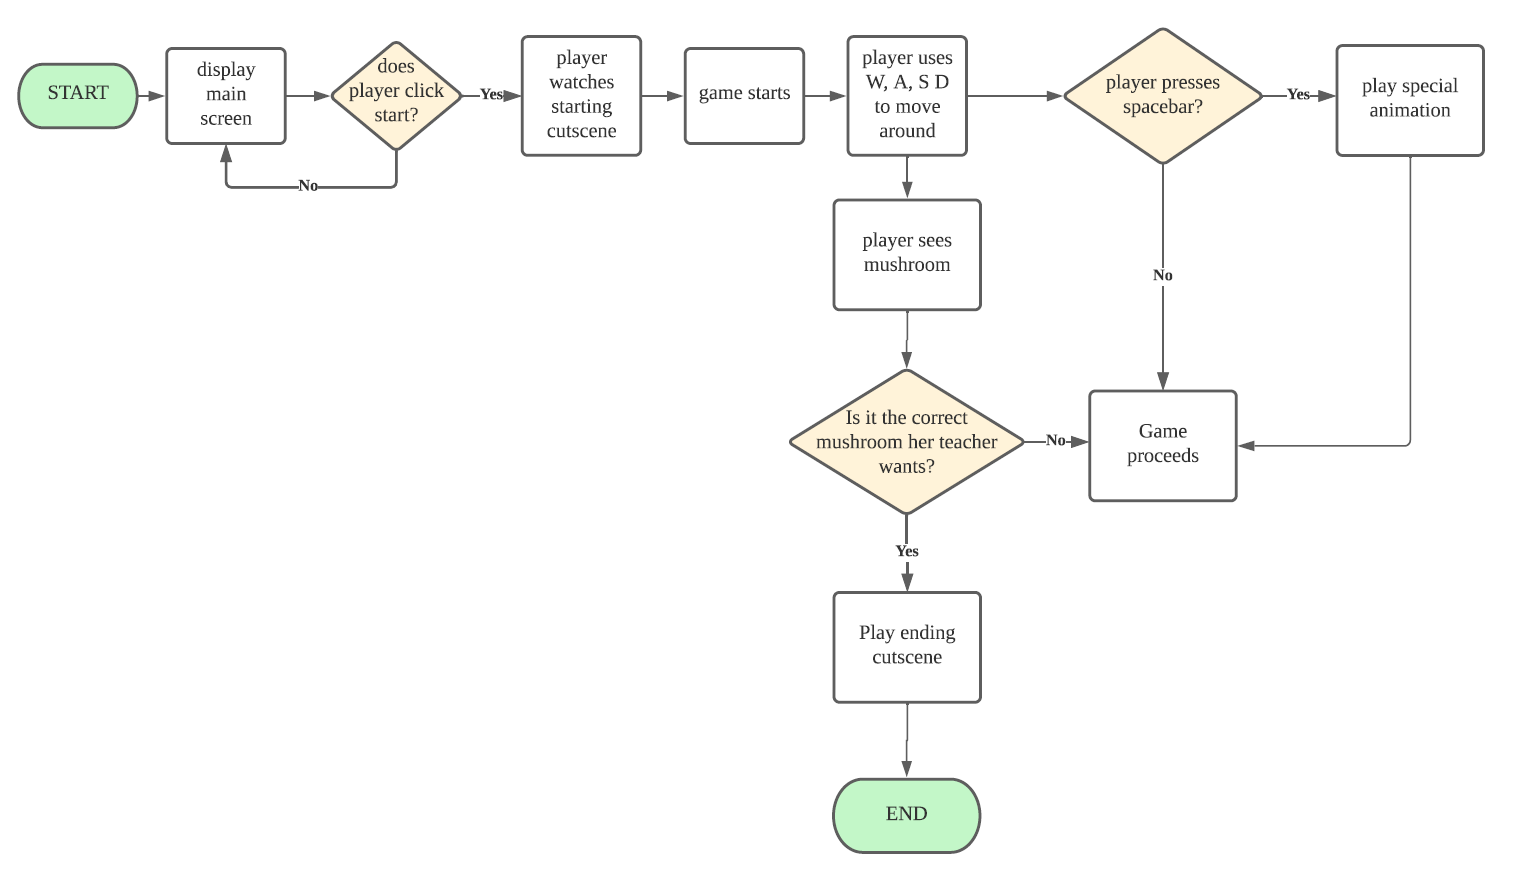 START
display
main
screen
does
player click
start?
Yes
No
player
watches
starting
cutscene
game starts
player uses
W, A, S D
to move
around
player presses
spacebar?
Yes
play special
animation
No
player sees
mushroom
Is it the correct
mushroom her teacher
wants?
No
Game
proceeds
Yes
Play ending
cutscene
END